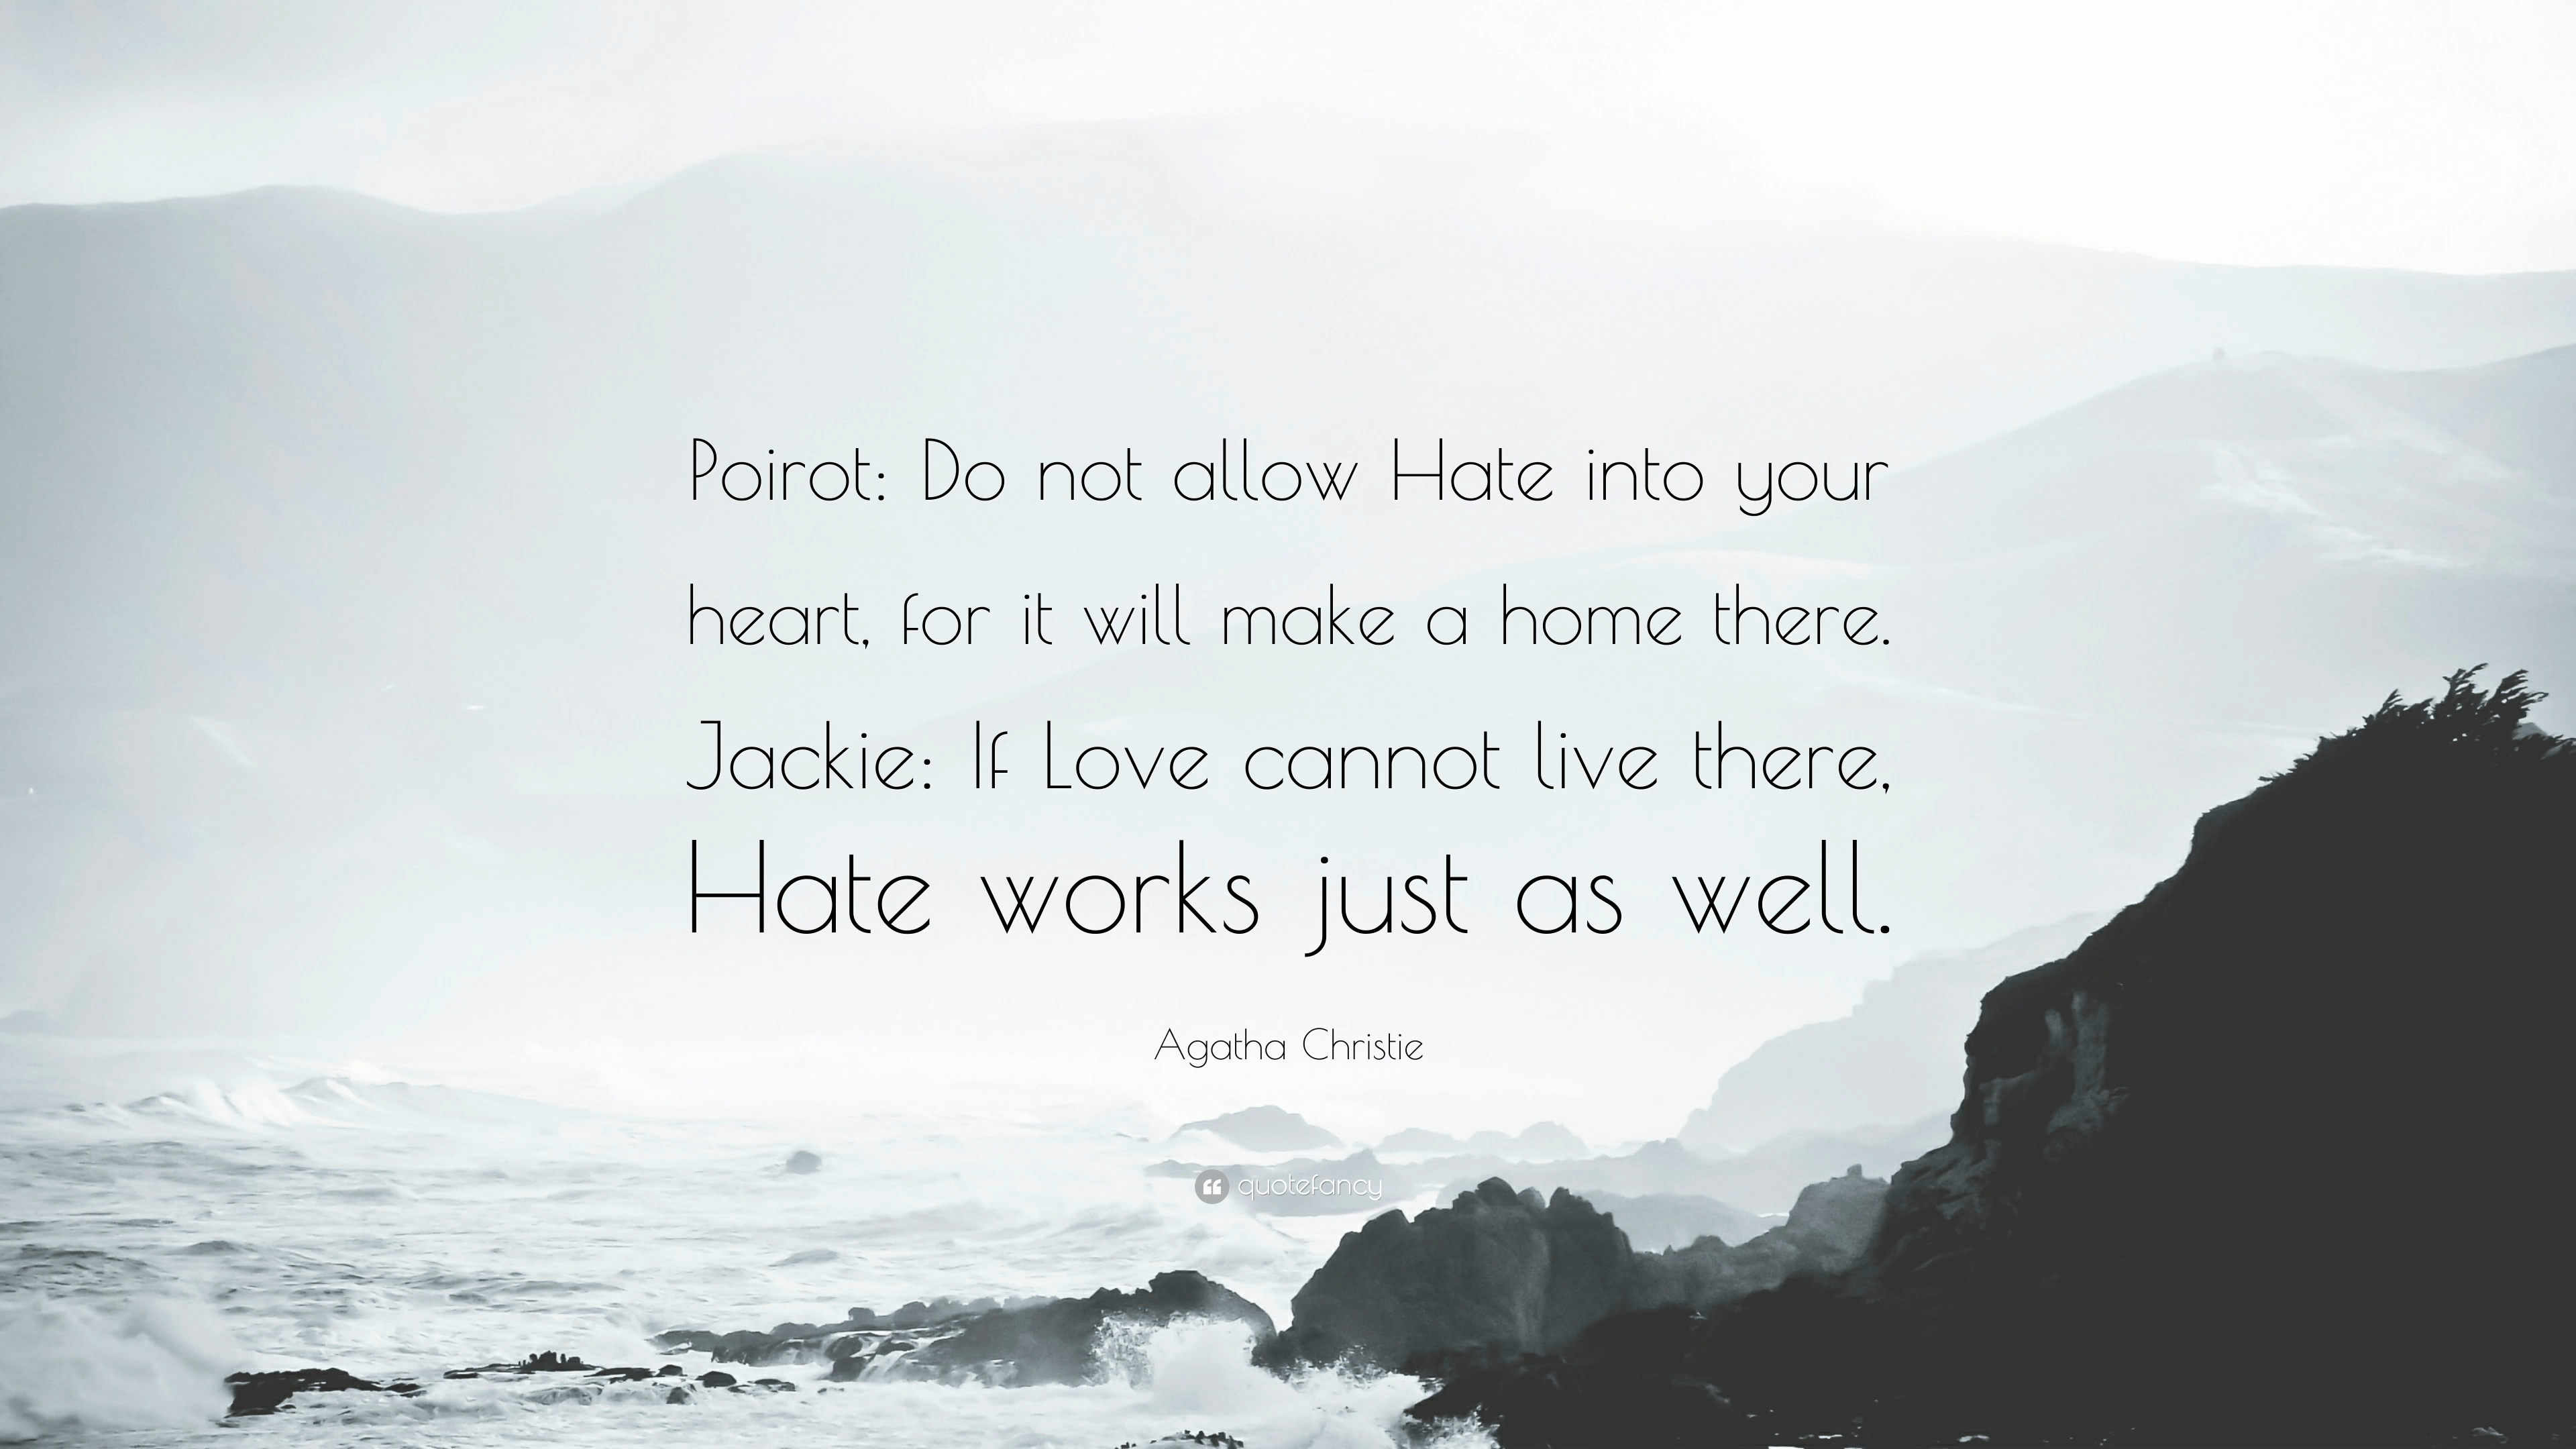 Poirot: Do not allow Hate into your
heart, for it will make a home there.
Jackie: If Love cannot live there,
Hate works just as well.
Agatha Christie
quotefancy